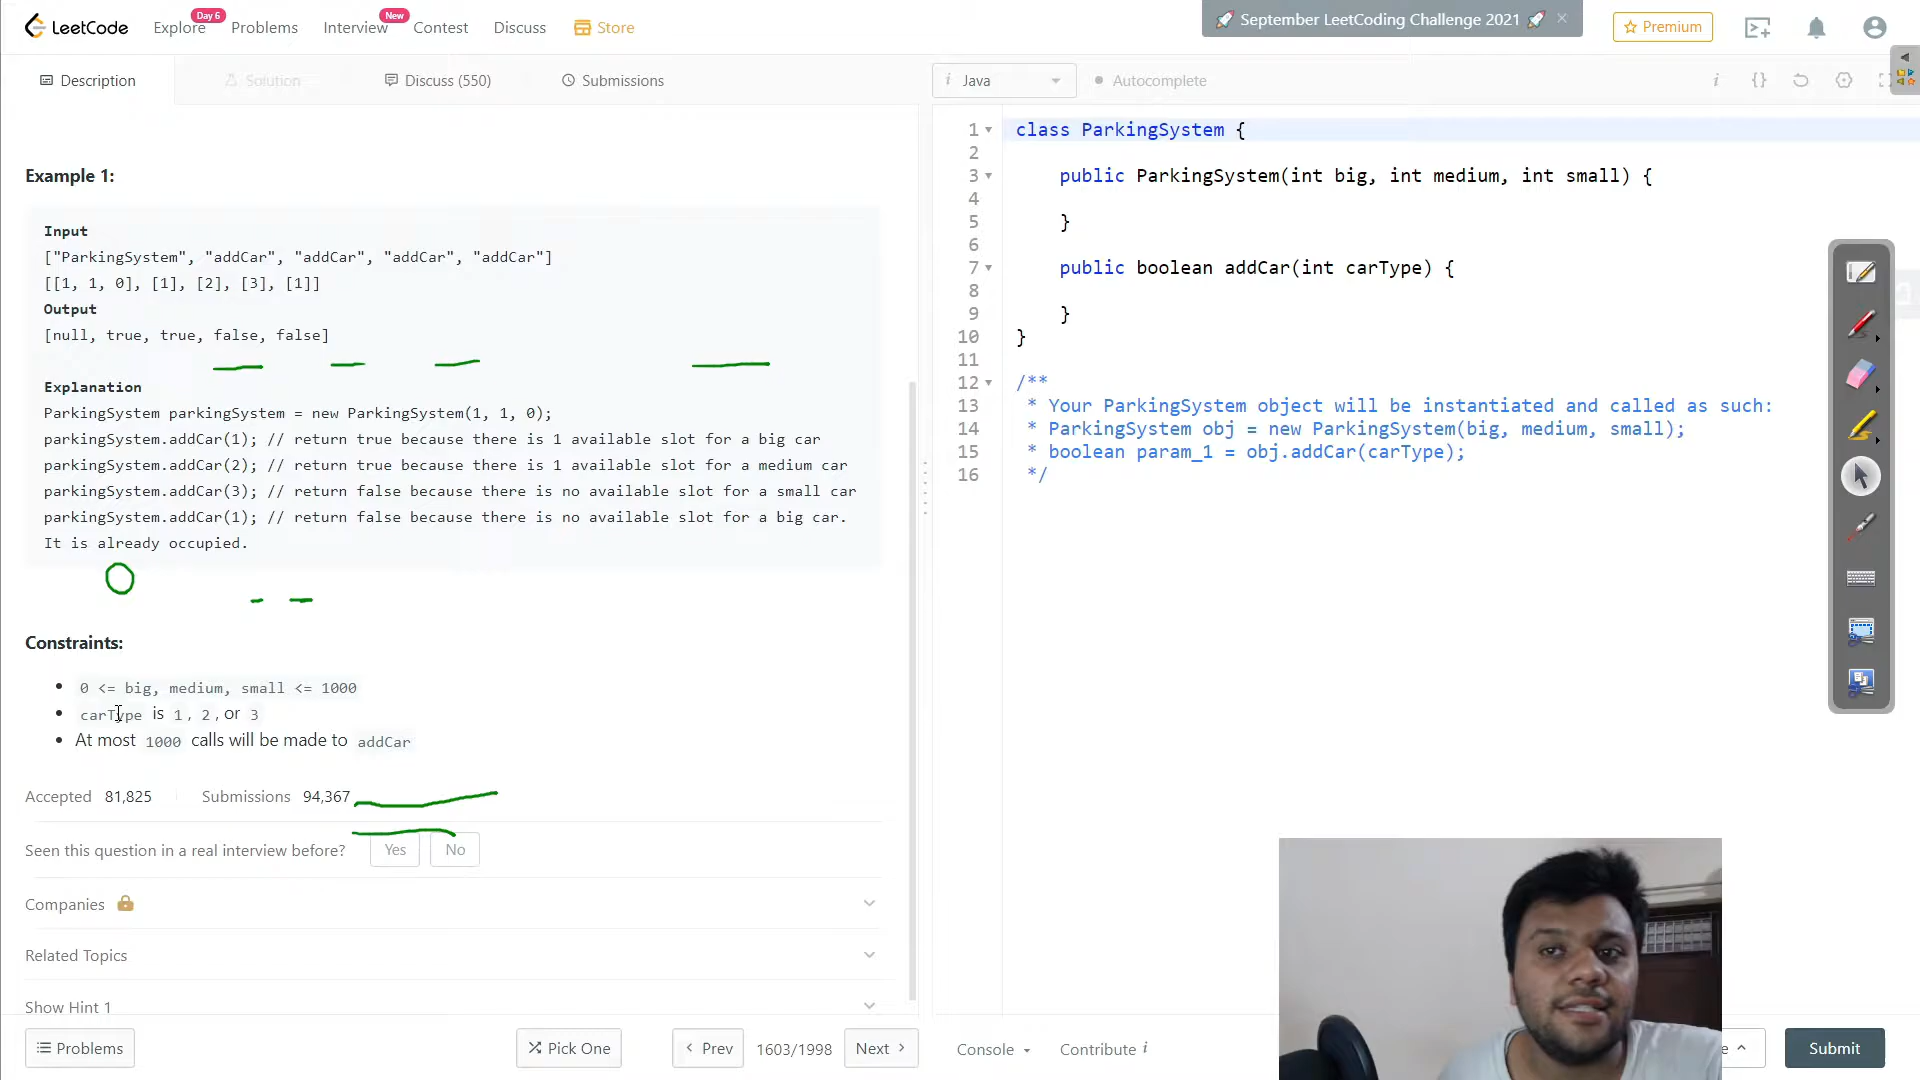 LeetCode
Explore
Day 6
Problems
Interview
New
Contest
Discuss
Store
🚀 September LeetCoding Challenge 2021 🚀
Premium
Description
Solution
Discuss (550)
Submissions
Example 1:
Input
["ParkingSystem", "addCar", "addCar", "addCar", "addCar"]
[[1, 1, 0], [1], [2], [3], [1]]
Output
[null, true, true, false, false]
Explanation
ParkingSystem parkingSystem = new ParkingSystem(1, 1, 0);
parkingSystem.addCar(1); // return true because there is 1 available slot for a big car
parkingSystem.addCar(2); // return true because there is 1 available slot for a medium car
parkingSystem.addCar(3); // return false because there is no available slot for a small car
parkingSystem.addCar(1); // return false because there is no available slot for a big car.
It is already occupied.
Constraints:
• 0 <= big, medium, small <= 1000
• carType is 1, 2, or 3
• At most 1000 calls will be made to addCar
Accepted 81,825 Submissions 94,367
Seen this question in a real interview before? Yes No
Companies
Related Topics
Show Hint 1
Problems
Pick One
Prev
1603/1998
Next
i Java
Autocomplete
i {}
1 class ParkingSystem {
2
3 public ParkingSystem(int big, int medium, int small) {
4
5 }
6
7 public boolean addCar(int carType) {
8
9 }
10 }
11
12 /**
13 * Your ParkingSystem object will be instantiated and called as such:
14 * ParkingSystem obj = new ParkingSystem(big, medium, small);
15 * boolean param_1 = obj.addCar(carType);
16 */
Console
Contribute i
Submit